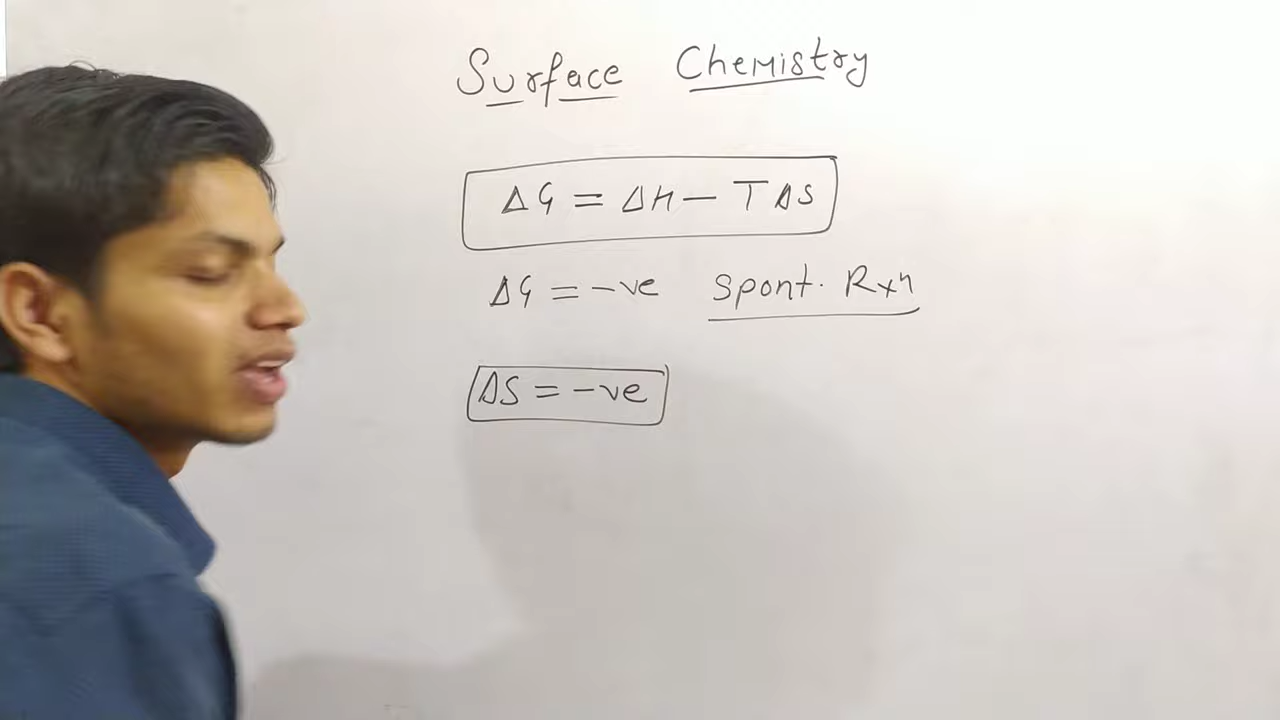 Surface Chemistry
ΔG = ΔH - TΔS
ΔG = -ve spont. Rxn
ΔS = -ve